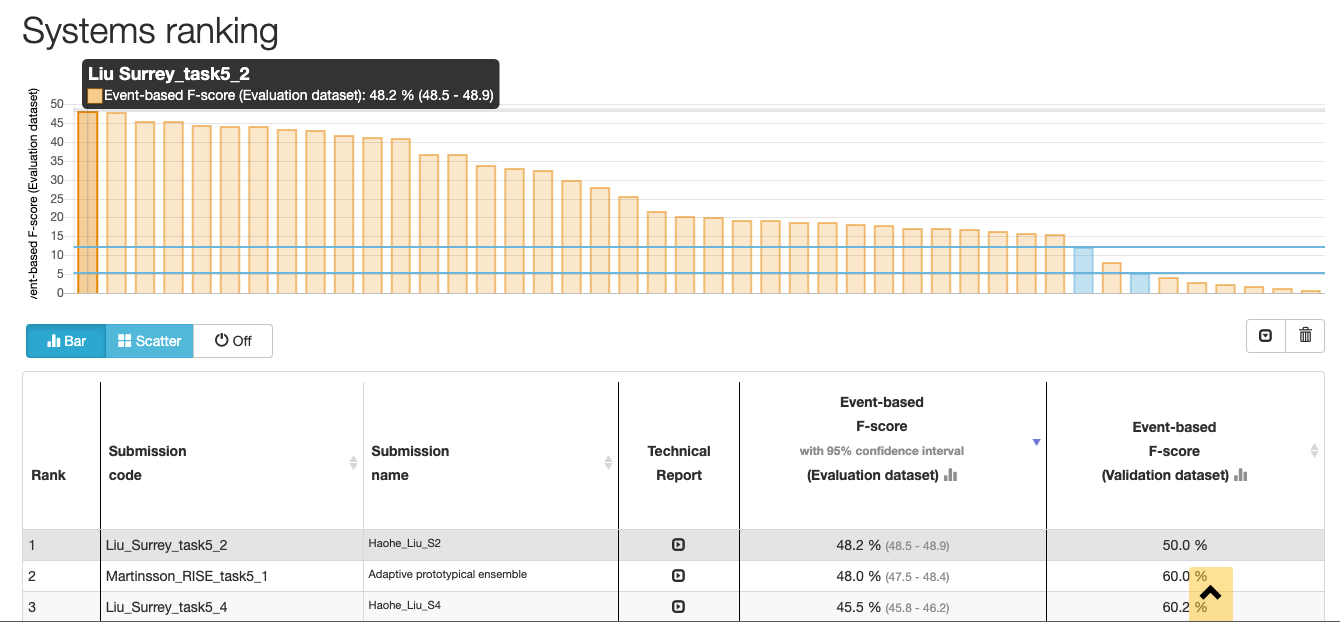 Systems ranking
Liu Surrey_task5_2
Event-based F-score (Evaluation dataset): 48.2 % (48.5 - 48.9)
ent-based F-score (Evaluation dataset)
50
45
40
35
30
25
20
15
10
5
0
Bar Scatter Off
Rank
Submission
code
Submission
name
Technical
Report
Event-based
F-score
with 95% confidence interval
(Evaluation dataset)
Event-based
F-score
(Validation dataset)
1 Liu_Surrey_task5_2 Haohe_Liu_S2 48.2 % (48.5 - 48.9) 50.0 %
2 Martinsson_RISE_task5_1 Adaptive prototypical ensemble 48.0 % (47.5 - 48.4) 60.0 %
3 Liu_Surrey_task5_4 Haohe_Liu_S4 45.5 % (45.8 - 46.2) 60.2 %